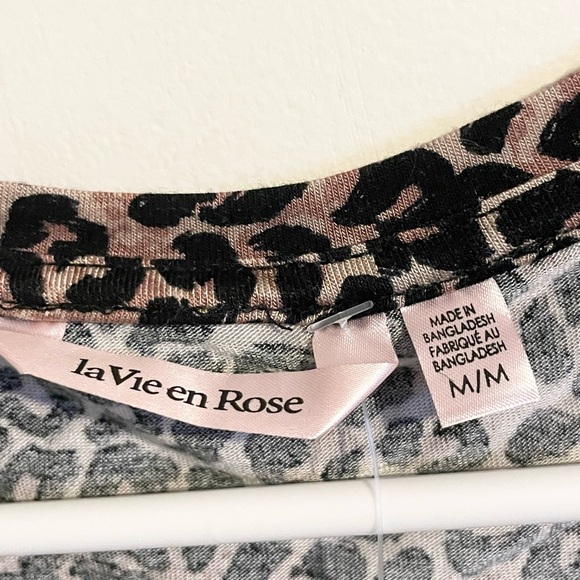 la Vie en Rose
MADE IN
BANGLADESH
FABRIQUÉ AU
BANGLADESH
M/M